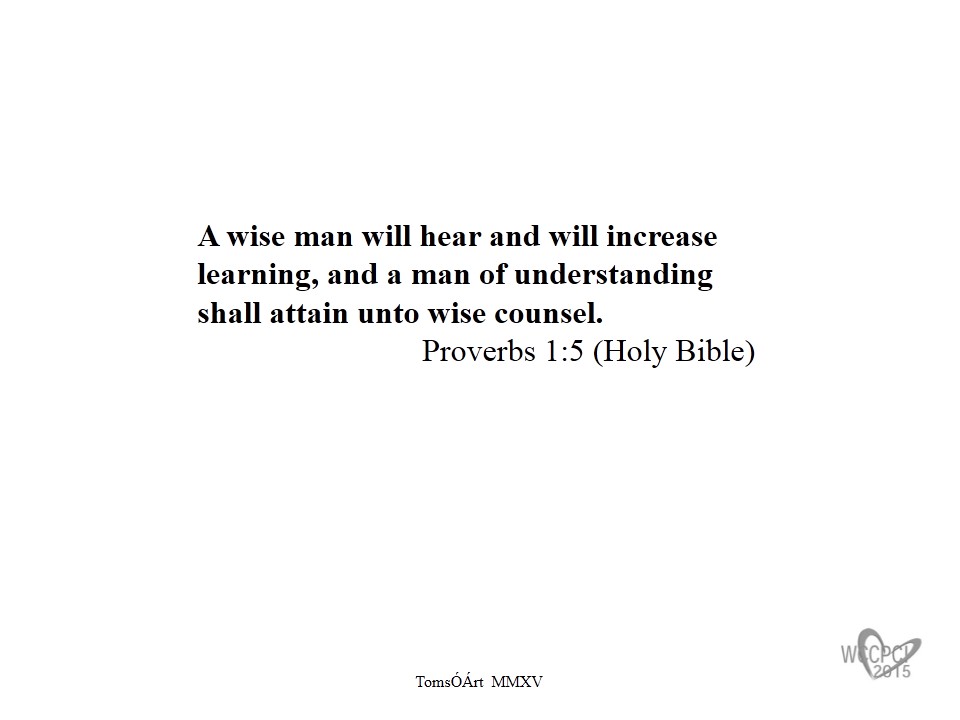 A wise man will hear and will increase
learning, and a man of understanding
shall attain unto wise counsel.
Proverbs 1:5 (Holy Bible)
WCCPCI
2015
TomsÓÁrt MMXV